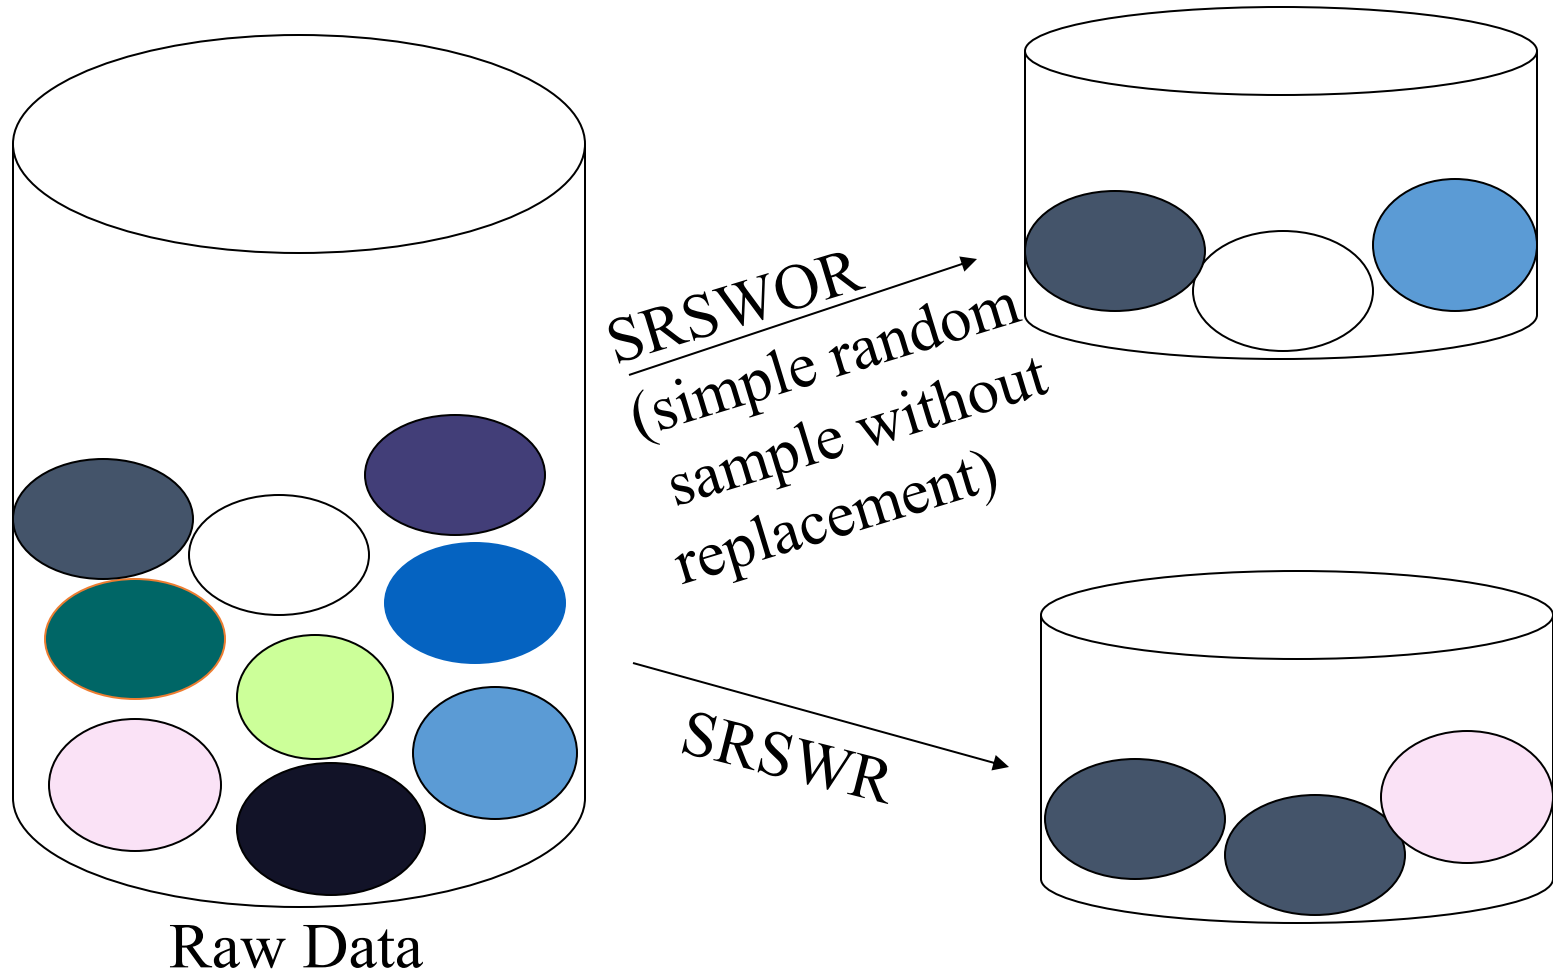 SRSWOR
(simple random
sample without
replacement)
SRSWR
Raw Data